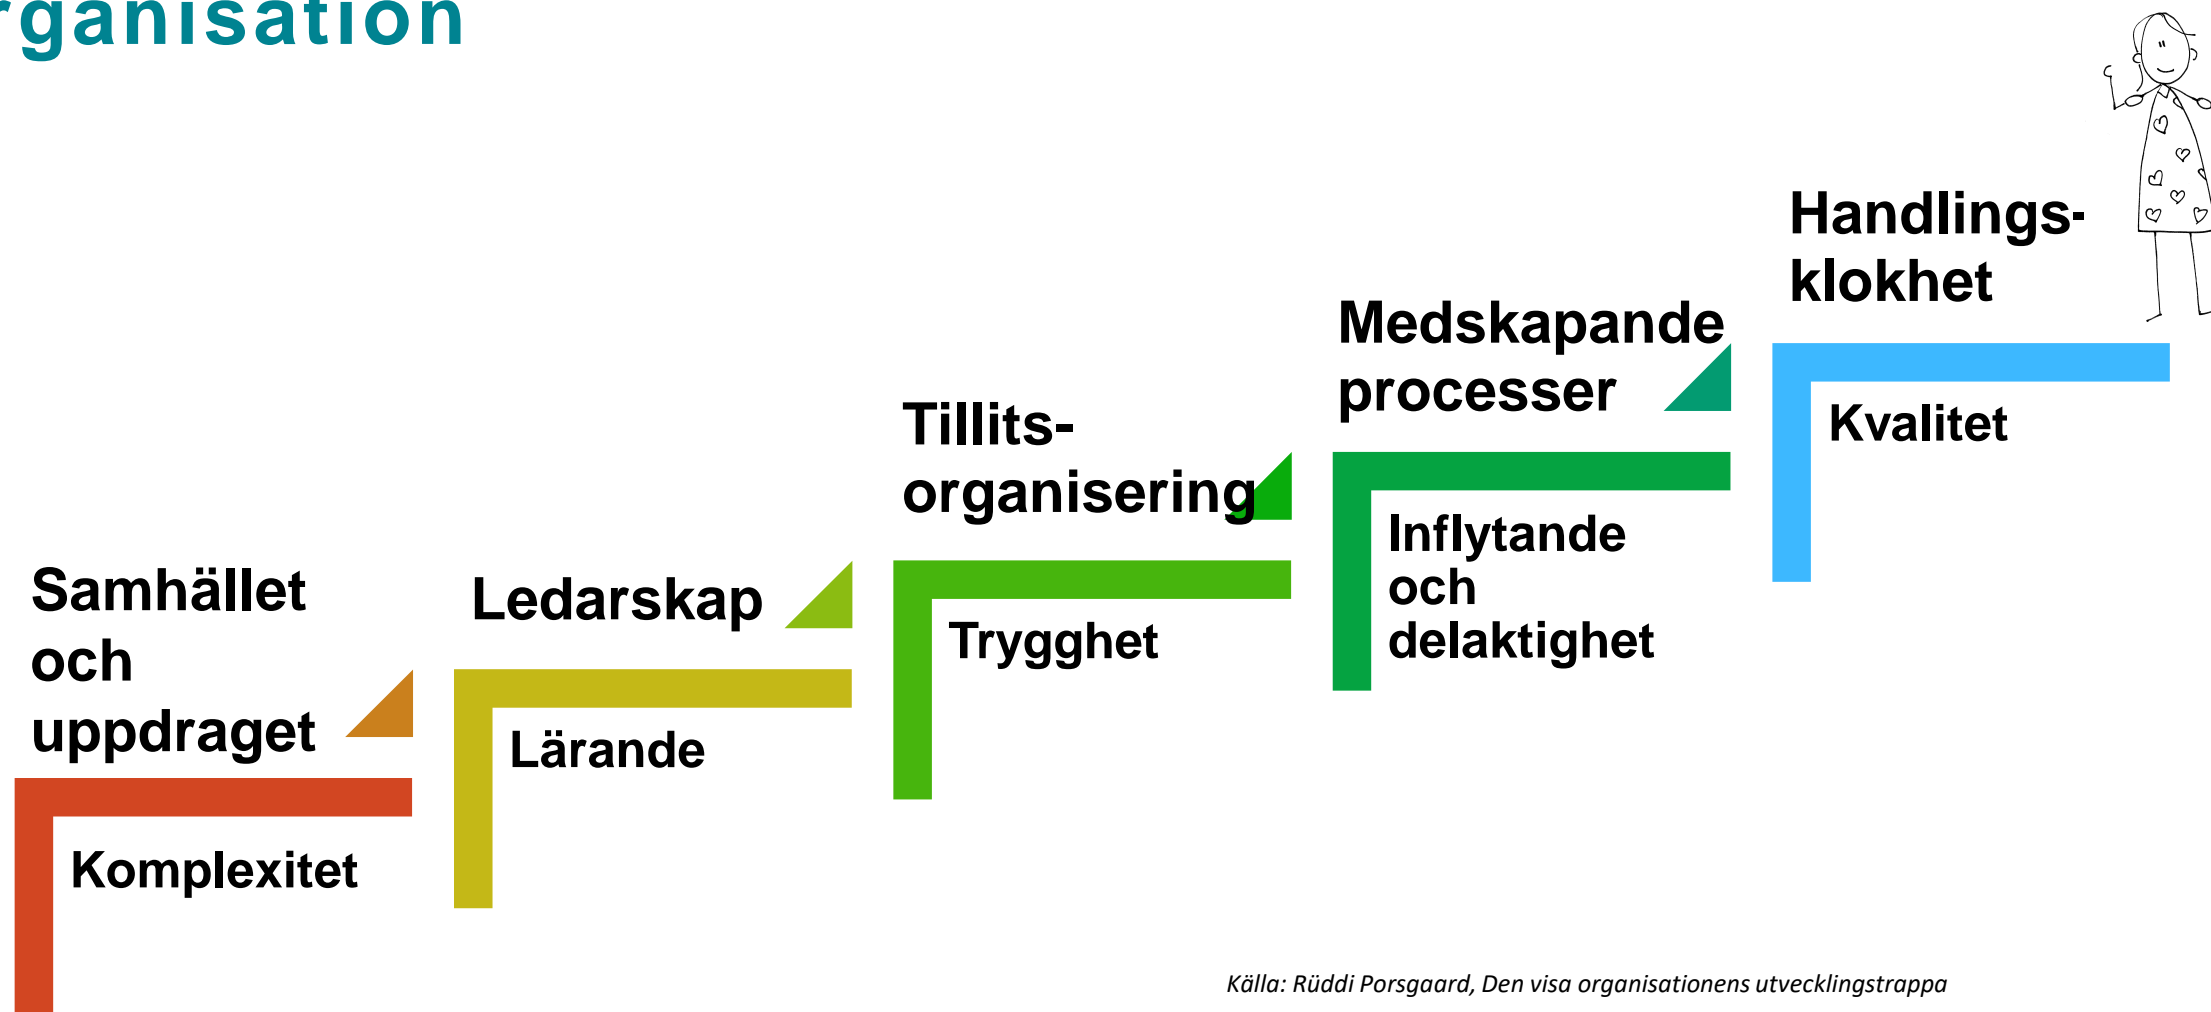 rganisation
Samhället
och
uppdraget
Komplexitet
Ledarskap
Lärande
Tillits-
organisering
Trygghet
Medskapande
processer
Inflytande
och
delaktighet
Handlings-
klokhet
Kvalitet
Källa: Rüddi Porsgaard, Den visa organisationens utvecklingstrappa